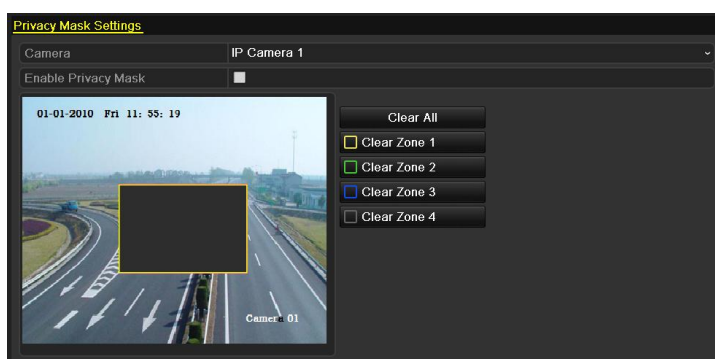 Privacy Mask Settings
Camera IP Camera 1
Enable Privacy Mask
01-01-2010 Fri 11: 55: 19
Clear All
Clear Zone 1
Clear Zone 2
Clear Zone 3
Clear Zone 4
Camera 01